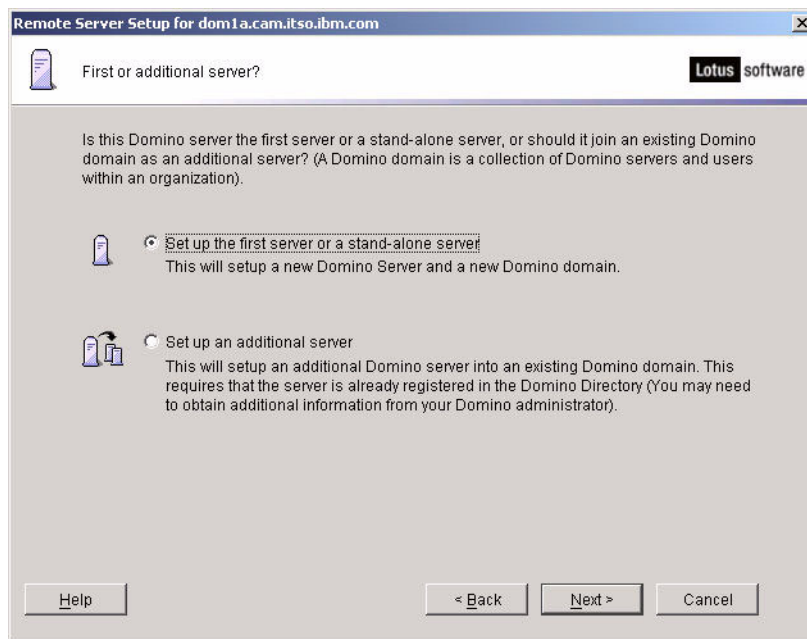 Remote Server Setup for dom1a.cam.itso.ibm.com
First or additional server?
Lotus software
Is this Domino server the first server or a stand-alone server, or should it join an existing Domino
domain as an additional server? (A Domino domain is a collection of Domino servers and users
within an organization).
Set up the first server or a stand-alone server
This will setup a new Domino Server and a new Domino domain.
Set up an additional server
This will setup an additional Domino server into an existing Domino domain. This
requires that the server is already registered in the Domino Directory (You may need
to obtain additional information from your Domino administrator).
Help
< Back
Next >
Cancel